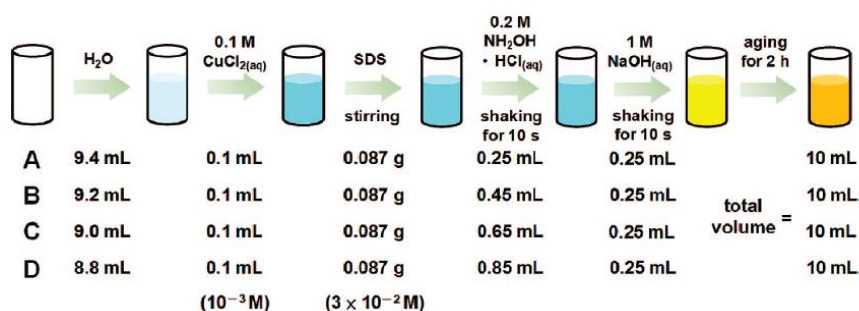 H₂O
0.1 M
CuCl₂(aq)
SDS
stirring
0.2 M
NH₂OH
· HCl(aq)
shaking
for 10 s
1 M
NaOH(aq)
shaking
for 10 s
aging
for 2 h
A 9.4 mL 0.1 mL 0.087 g 0.25 mL 0.25 mL 10 mL
B 9.2 mL 0.1 mL 0.087 g 0.45 mL 0.25 mL 10 mL
C 9.0 mL 0.1 mL 0.087 g 0.65 mL 0.25 mL 10 mL
D 8.8 mL 0.1 mL 0.087 g 0.85 mL 0.25 mL 10 mL
total
volume =
(10⁻³ M) (3 × 10⁻² M)